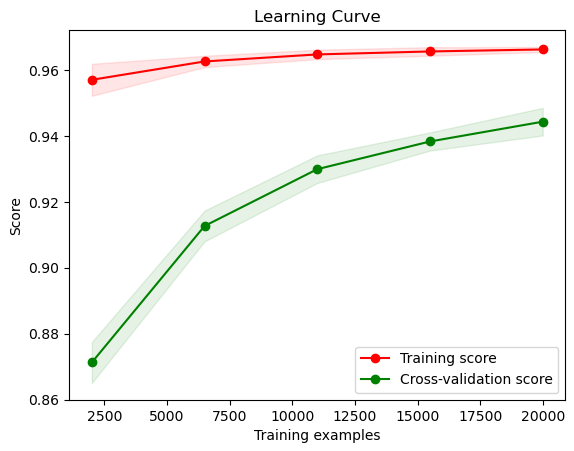 Learning Curve
0.96
0.94
0.92
0.90
0.88
0.86
Score
Training score
Cross-validation score
2500 5000 7500 10000 12500 15000 17500 20000
Training examples